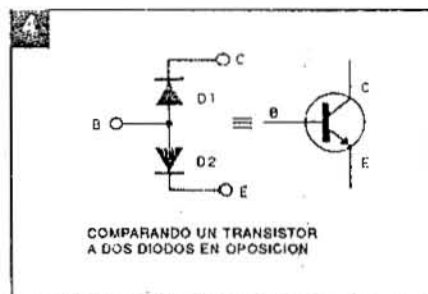 4
C
D1
B
D2
E
C
B
E
COMPARANDO UN TRANSISTOR
A DOS DIODOS EN OPOSICION